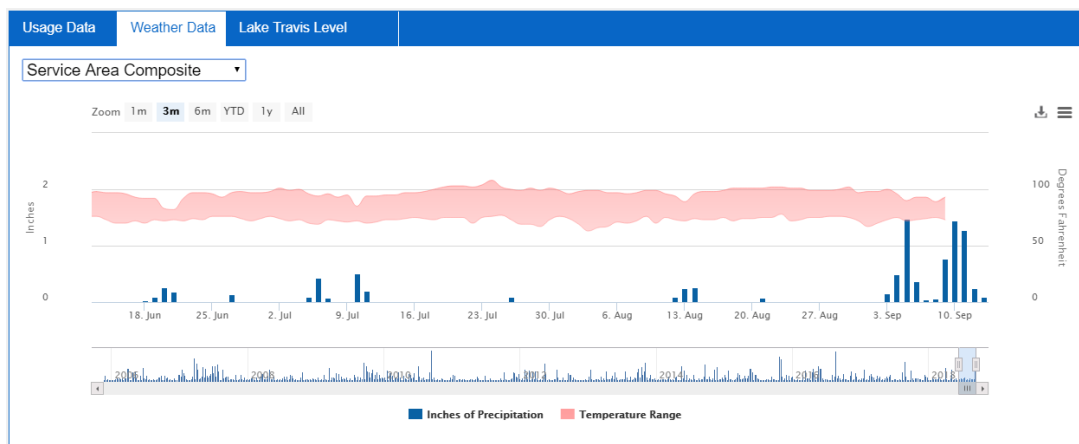 Usage Data Weather Data Lake Travis Level
Service Area Composite
Zoom 1m 3m 6m YTD 1y All
Inches
2
1
0
Degrees Fahrenheit
100
50
0
18. Jun 25. Jun 2. Jul 9. Jul 16. Jul 23. Jul 30. Jul 6. Aug 13. Aug 20. Aug 27. Aug 3. Sep 10. Sep
2006 2008 2010 2012 2014 2016 2018
Inches of Precipitation Temperature Range